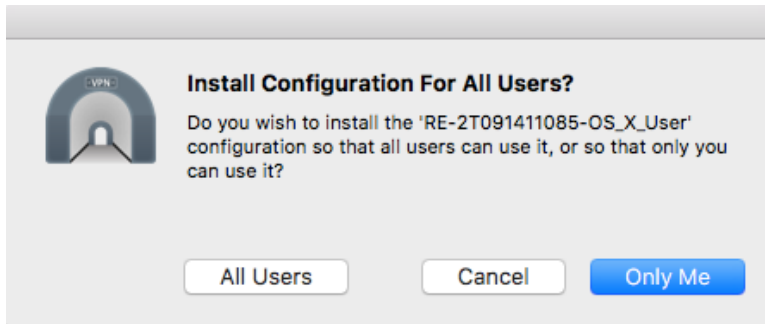 VPN
Install Configuration For All Users?
Do you wish to install the 'RE-2T091411085-OS_X_User'
configuration so that all users can use it, or so that only you
can use it?
All Users
Cancel
Only Me